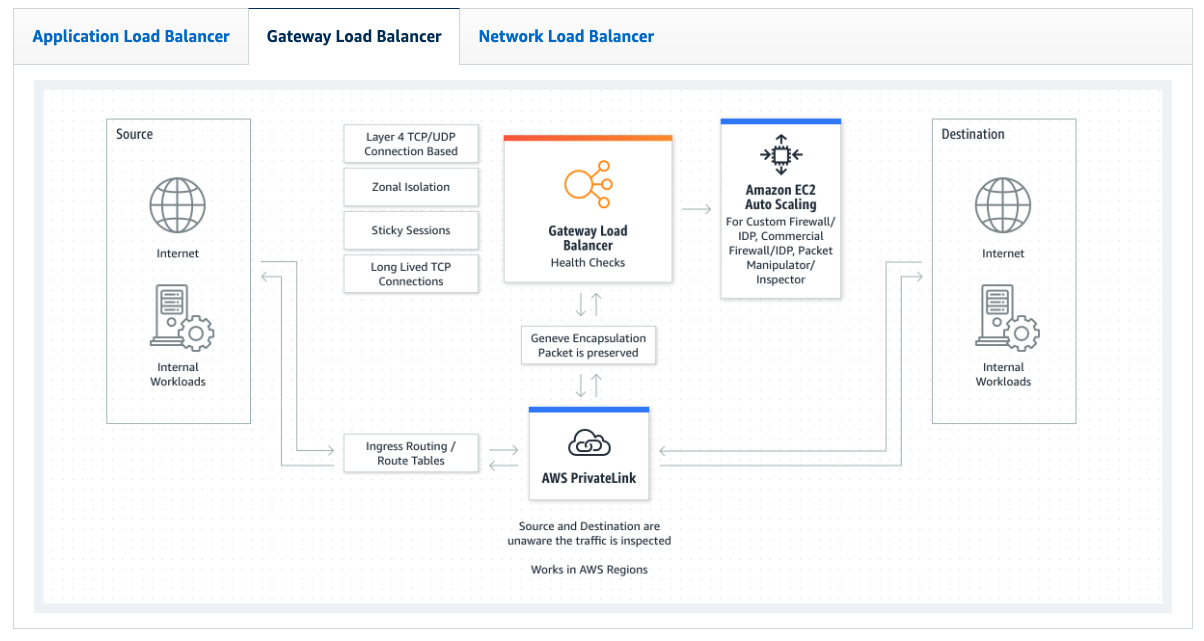 Application Load Balancer
Gateway Load Balancer
Network Load Balancer
Source
Internet
Internal
Workloads
Layer 4 TCP/UDP
Connection Based
Zonal Isolation
Sticky Sessions
Long Lived TCP
Connections
Gateway Load
Balancer
Health Checks
Amazon EC2
Auto Scaling
For Custom Firewall/
IDP, Commercial
Firewall/IDP, Packet
Manipulator/
Inspector
Destination
Internet
Internal
Workloads
Geneve Encapsulation
Packet is preserved
Ingress Routing /
Route Tables
AWS PrivateLink
Source and Destination are
unaware the traffic is inspected
Works in AWS Regions